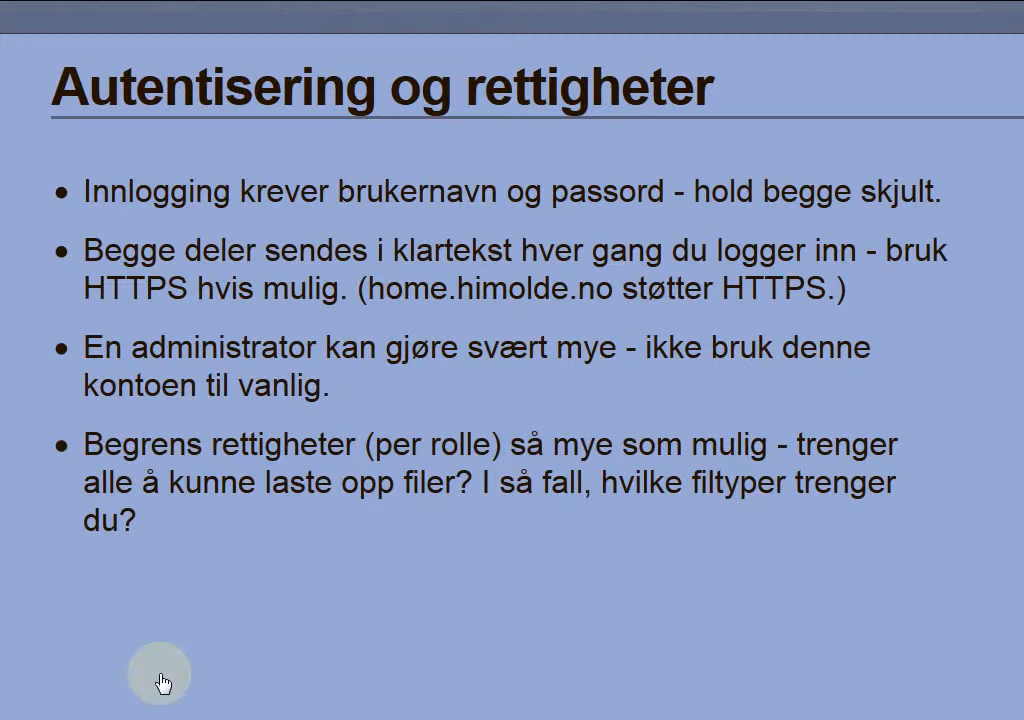 Autentisering og rettigheter
• Innlogging krever brukernavn og passord - hold begge skjult.
• Begge deler sendes i klartekst hver gang du logger inn - bruk
HTTPS hvis mulig. (home.himolde.no støtter HTTPS.)
• En administrator kan gjøre svært mye - ikke bruk denne
kontoen til vanlig.
• Begrens rettigheter (per rolle) så mye som mulig - trenger
alle å kunne laste opp filer? I så fall, hvilke filtyper trenger
du?